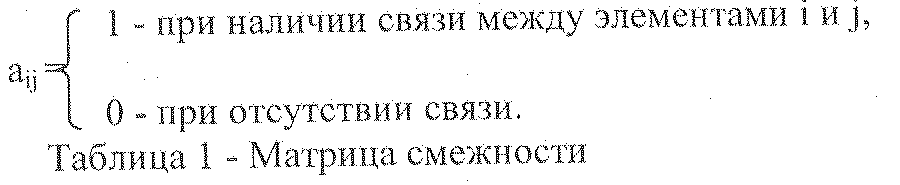 1 - при наличии связи между элементами i и j,
aij =
0 - при отсутствии связи.
Таблица 1 - Матрица смежности